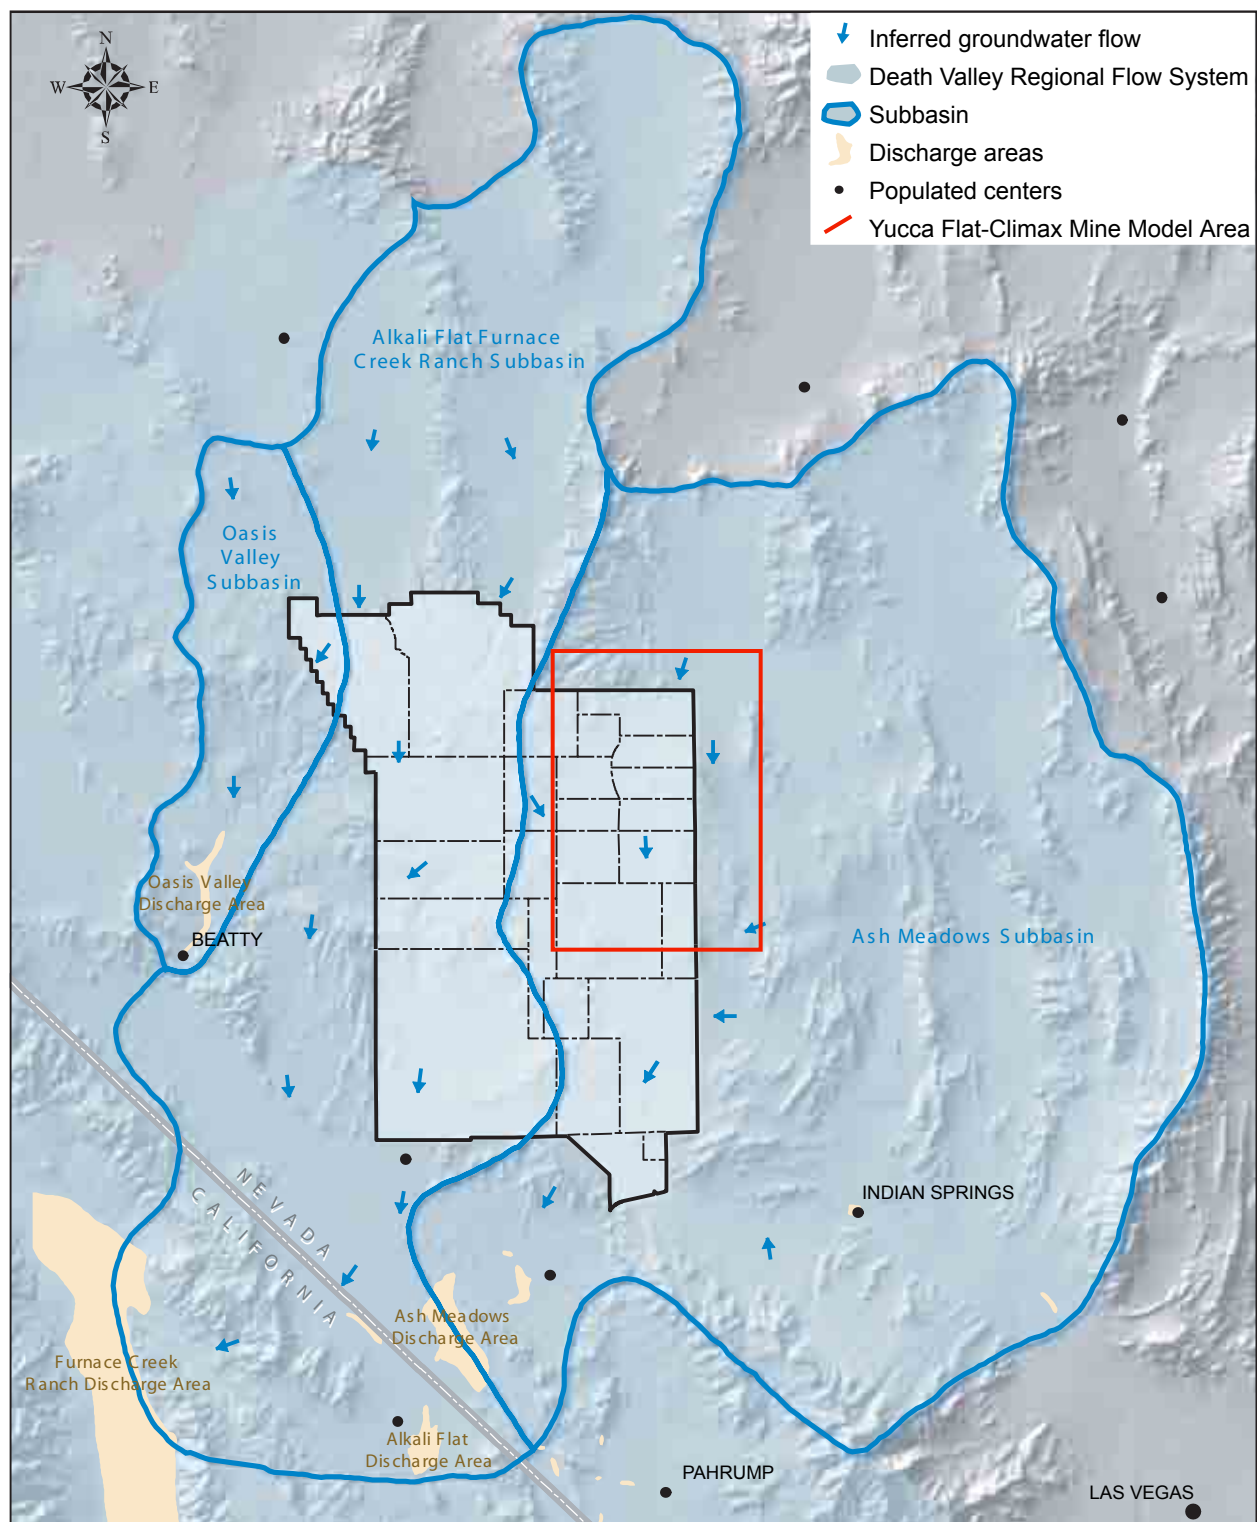 N
W
E
S
Inferred groundwater flow
Death Valley Regional Flow System
Subbasin
Discharge areas
Populated centers
Yucca Flat-Climax Mine Model Area
Alkali Flat Furnace
Creek Ranch Subbasin
Oasis
Valley
Subbasin
Oasis Valley
Discharge Area
BEATTY
Ash Meadows Subbasin
NEVADA
CALIFORNIA
INDIAN SPRINGS
Ash Meadows
Discharge Area
Furnace Creek
Ranch Discharge Area
Alkali Flat
Discharge Area
PAHRUMP
LAS VEGAS